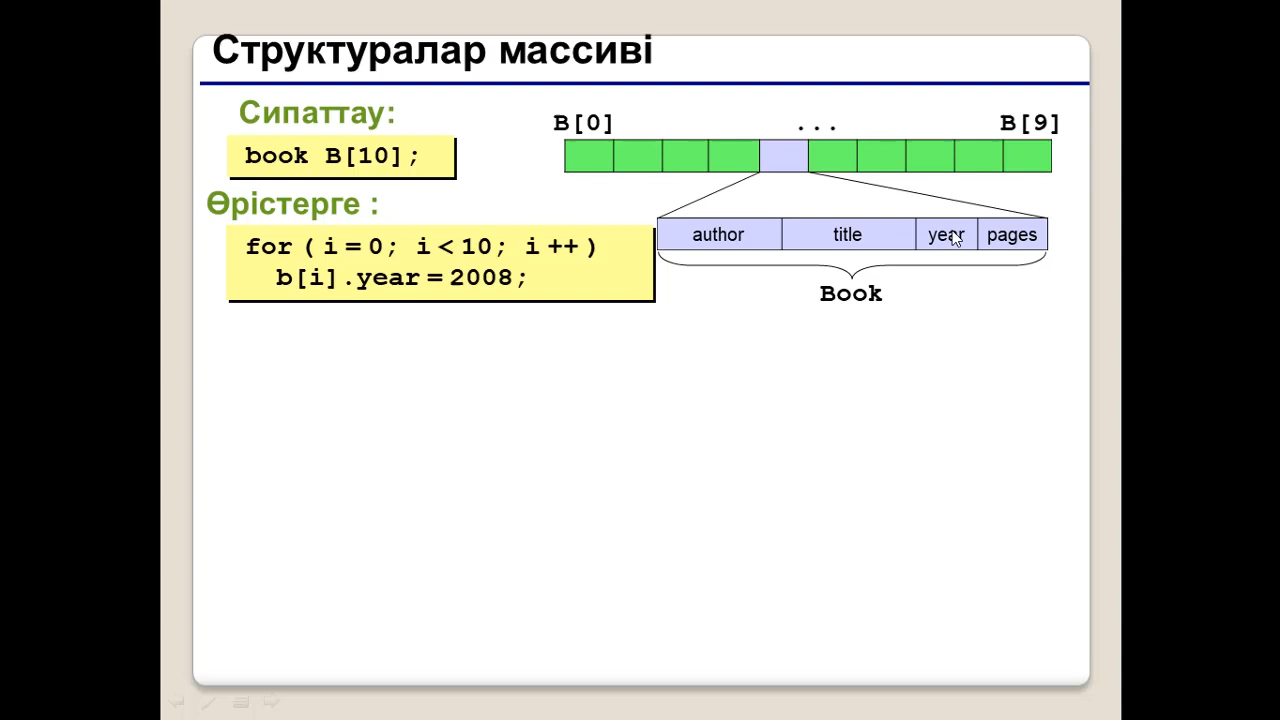 Структуралар массиві
Сипаттау:
book B[10];
B[0] ... B[9]
Өрістерге :
for ( i = 0; i < 10; i ++ )
b[i].year = 2008;
author title year pages
Book